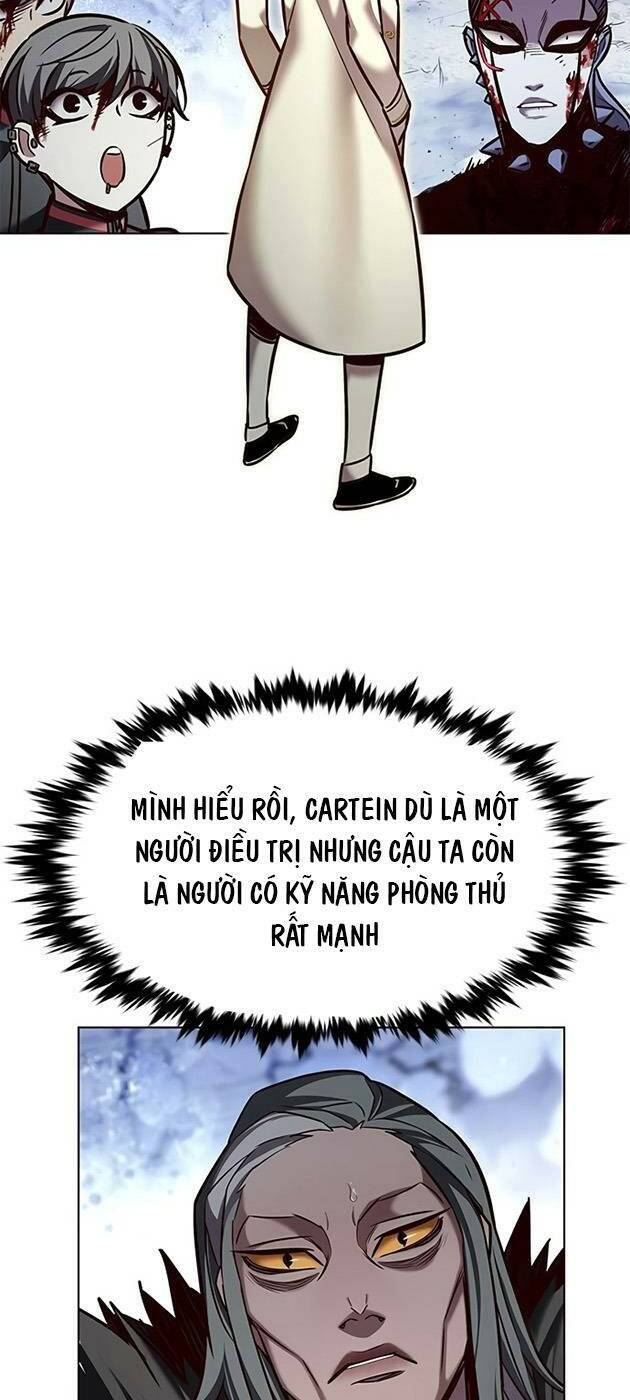 MÌNH HIỂU RỒI, CARTEIN DÙ LÀ MỘT
NGƯỜI ĐIỀU TRỊ NHƯNG CẬU TA CÒN
LÀ NGƯỜI CÓ KỸ NĂNG PHÒNG THỦ
RẤT MẠNH